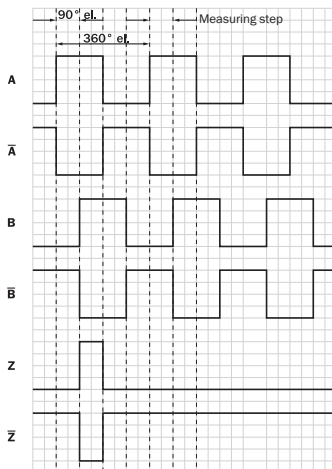 90° el.
Measuring step
360° el.
A
A̅
B
B̅
Z
Z̅